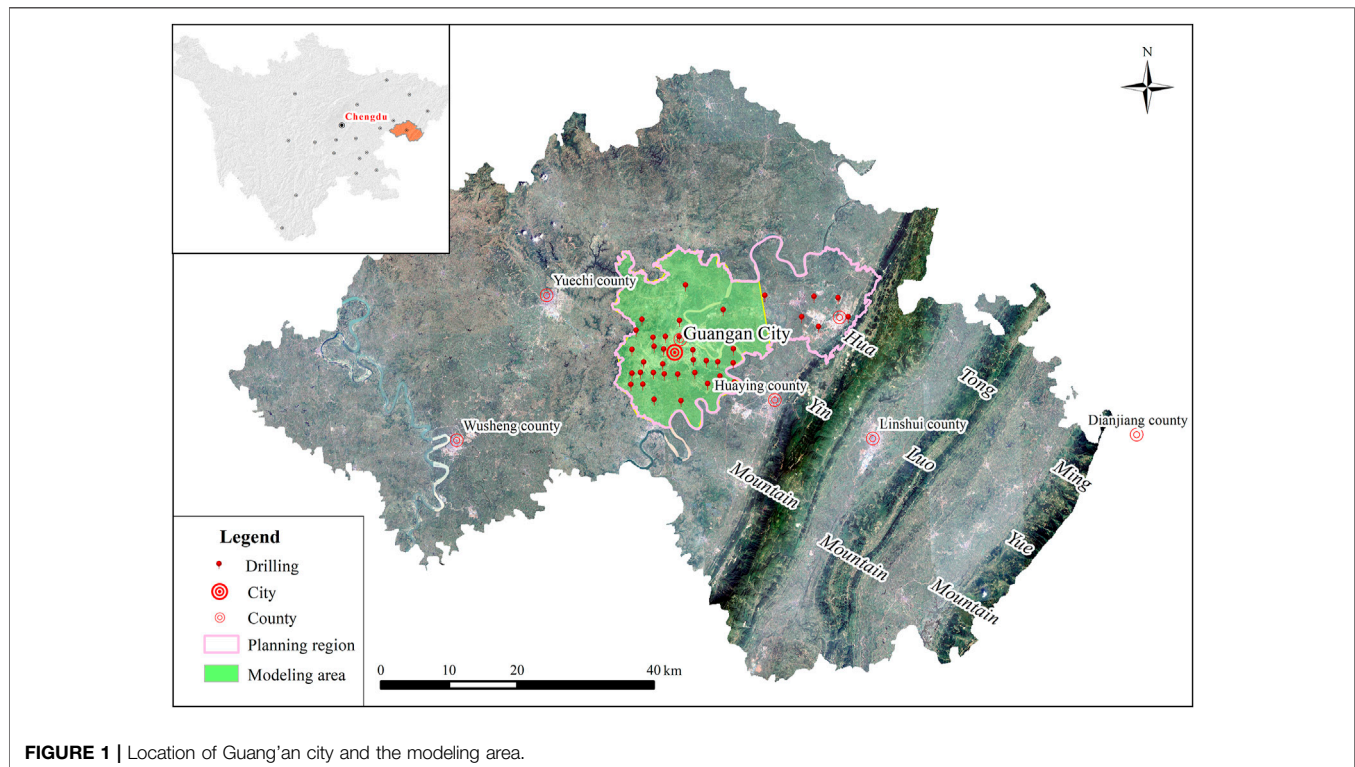 Chengdu
N
Yuechi county
Guangan City
Hua
Yin
Mountain
Huaying county
Wusheng county
Linshui county
Tong
Luo
Mountain
Dianjiang county
Ming
Yue
Mountain
Legend
Drilling
City
County
Planning region
Modeling area
0 10 20 40 km
FIGURE 1 | Location of Guang'an city and the modeling area.